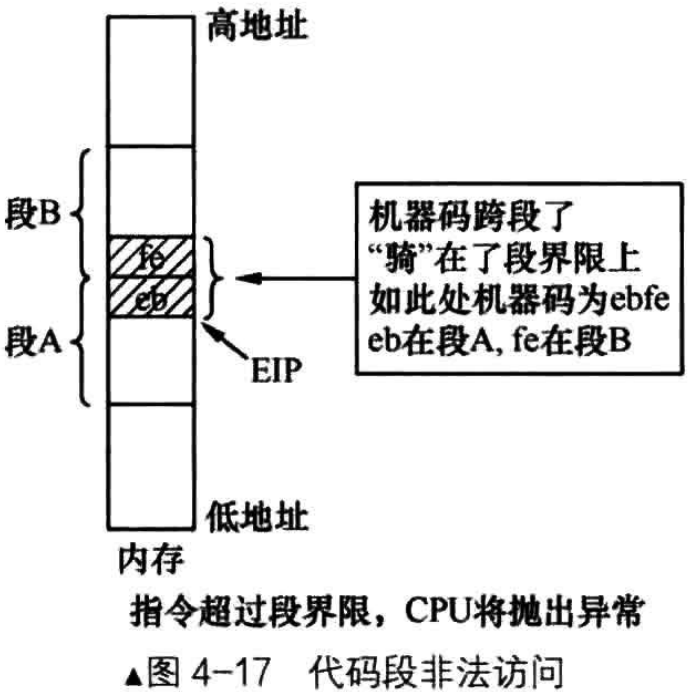 高地址
段B
fe
eb
段A
EIP
机器码跨段了
“骑”在了段界限上
如此处机器码为ebfe
eb在段A, fe在段B
低地址
内存
指令超过段界限，CPU将抛出异常
▲图 4-17 代码段非法访问